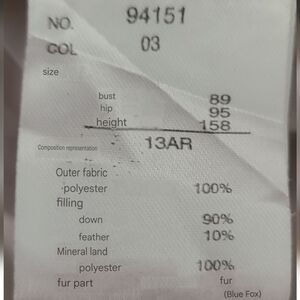 NO. 94151
COL 03
size
bust 89
hip 95
height 158
13AR
Composition representation
Outer fabric
polyester 100%
filling
down 90%
feather 10%
Mineral land
polyester 100%
fur part fur
(Blue Fox)